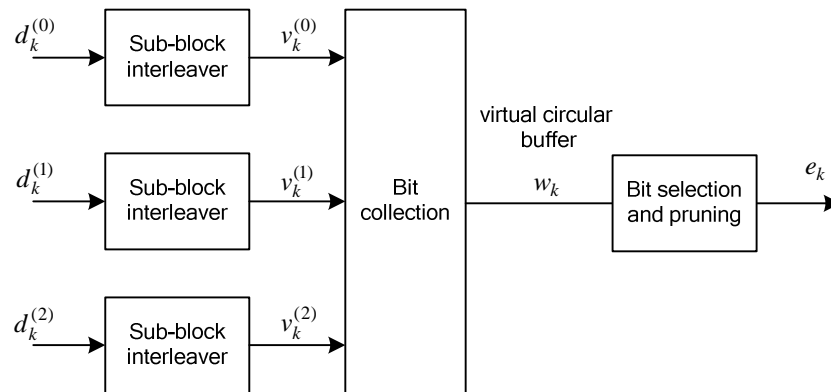 d_k^{(0)}
Sub-block
interleaver
v_k^{(0)}
d_k^{(1)}
Sub-block
interleaver
v_k^{(1)}
d_k^{(2)}
Sub-block
interleaver
v_k^{(2)}
Bit
collection
virtual circular
buffer
w_k
Bit selection
and pruning
e_k